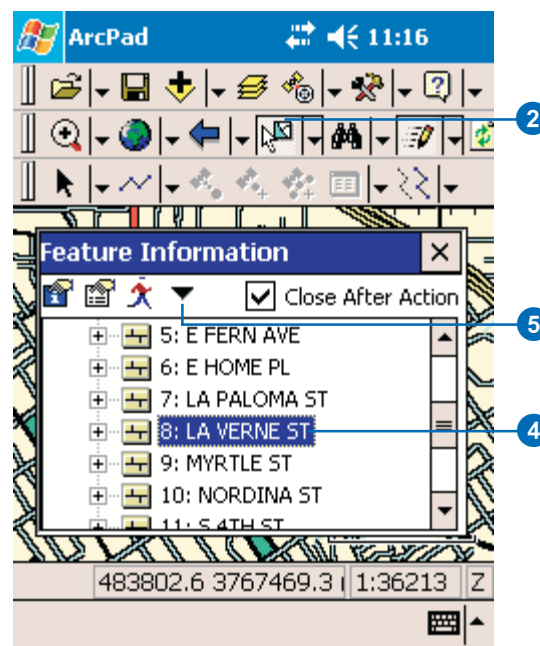 ArcPad 11:16
2
Feature Information
Close After Action
5
5: E FERN AVE
6: E HOME PL
7: LA PALOMA ST
8: LA VERNE ST
4
9: MYRTLE ST
10: NORDINA ST
11: S 4TH ST
483802.6 3767469.3 1:36213 Z